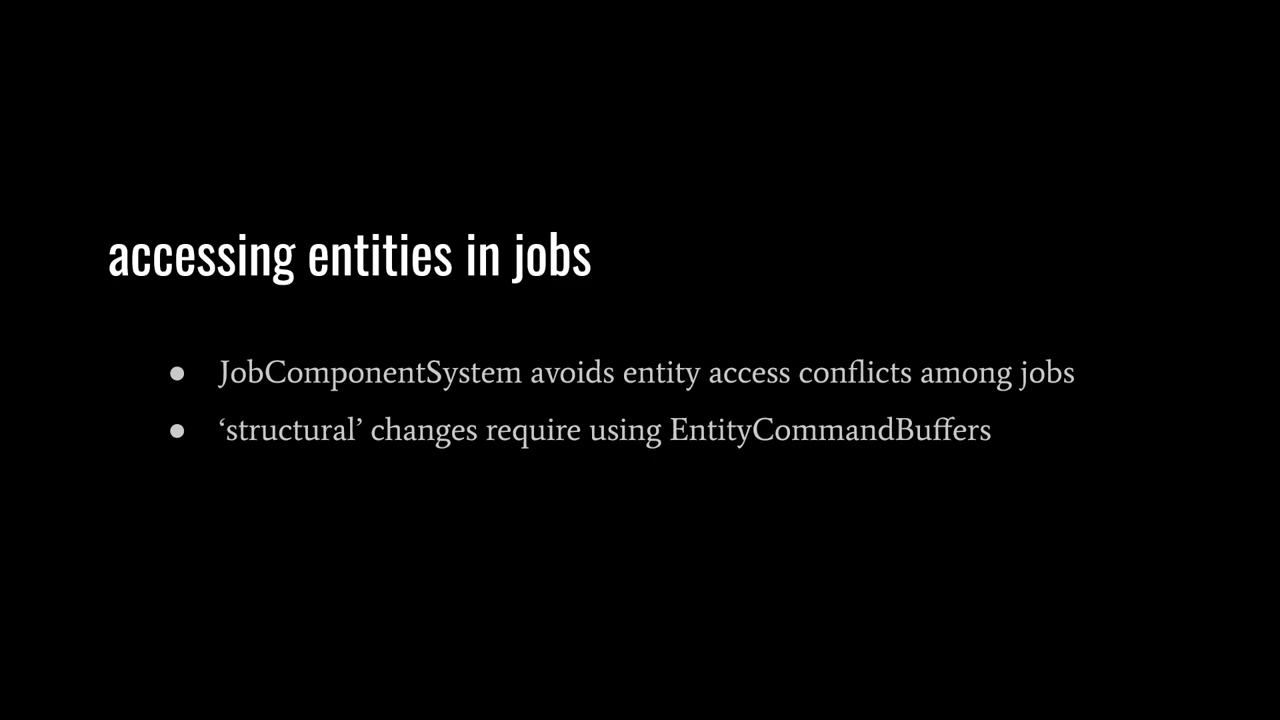 accessing entities in jobs
● JobComponentSystem avoids entity access conflicts among jobs
● ‘structural’ changes require using EntityCommandBuffers